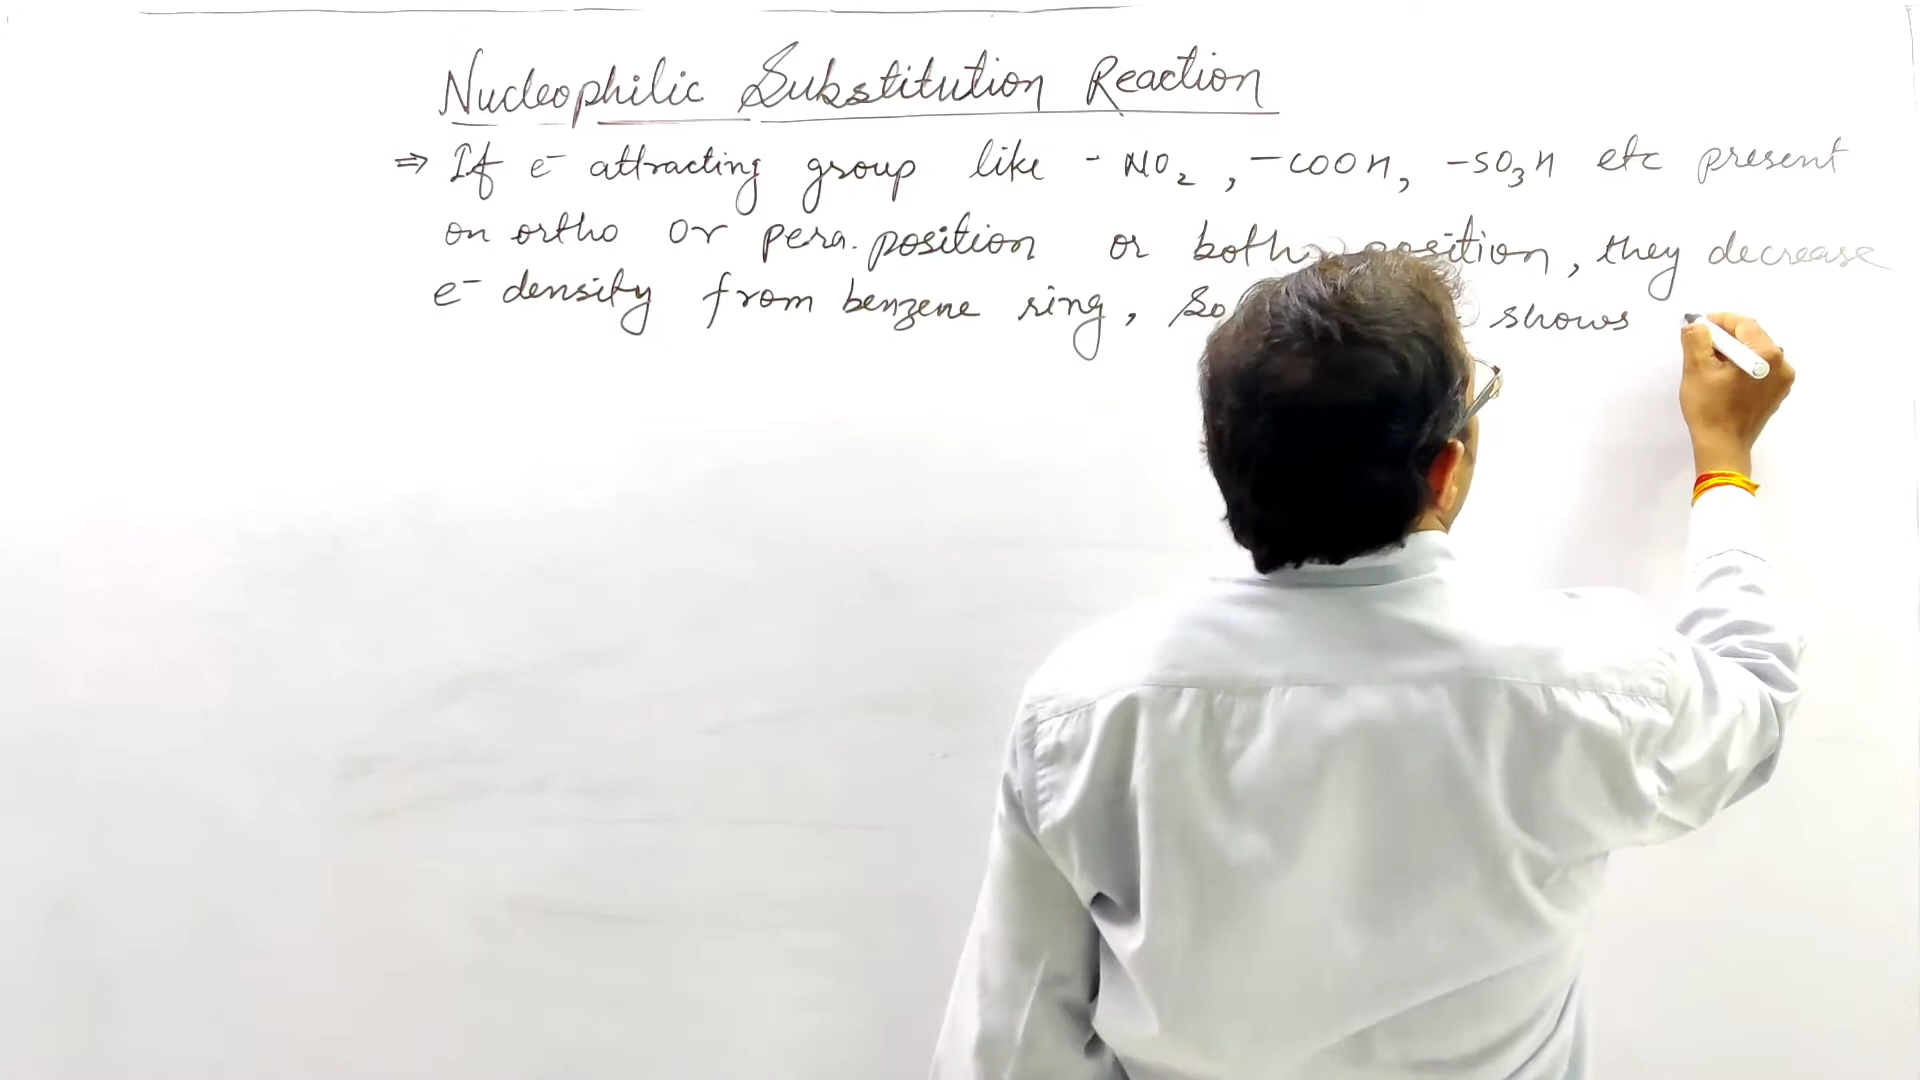 Nucleophilic Substitution Reaction
⇒ If e⁻ attracting group like -NO₂, -COOH, -SO₃H etc present
on ortho or pera. position or both position, they decrease
e⁻ density from benzene ring, So shows